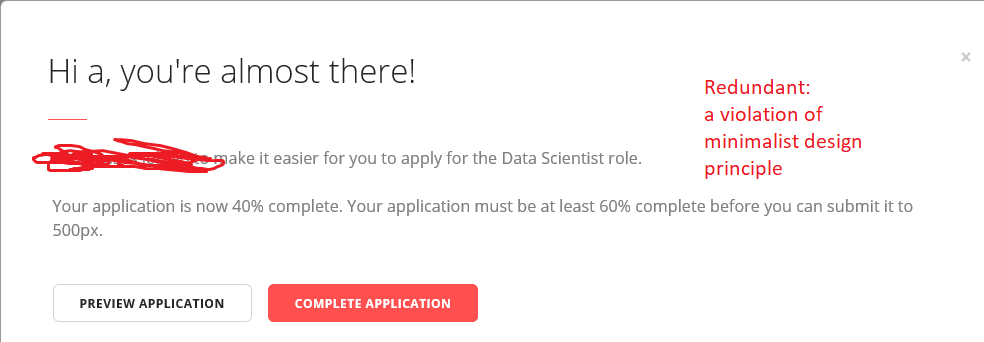 Hi a, you're almost there!
×
Redundant:
a violation of
minimalist design
principle
to make it easier for you to apply for the Data Scientist role.
Your application is now 40% complete. Your application must be at least 60% complete before you can submit it to
500px.
PREVIEW APPLICATION
COMPLETE APPLICATION